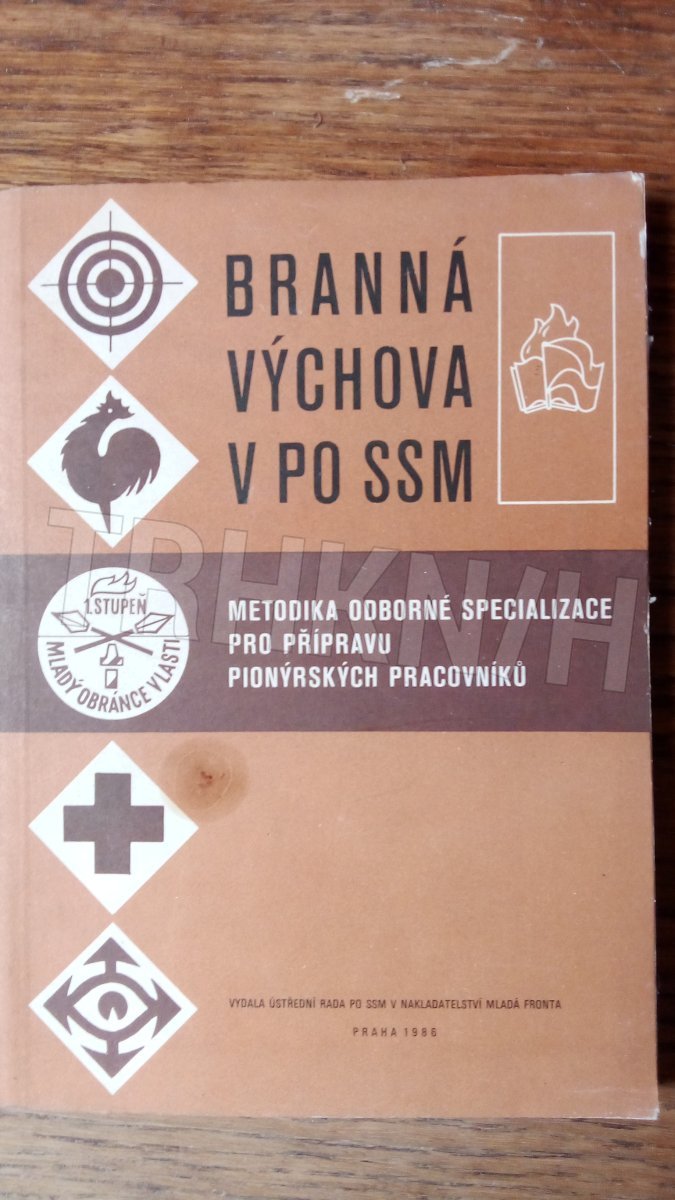 BRANNÁ
VÝCHOVA
V PO SSM
1. STUPEŇ
MLADÝ OBRÁNCE VLASTI
METODIKA ODBORNÉ SPECIALIZACE
PRO PŘÍPRAVU
PIONÝRSKÝCH PRACOVNÍKŮ
TRHKN/H
VYDALA ÚSTŘEDNÍ RADA PO SSM V NAKLADATELSTVÍ MLADÁ FRONTA
PRAHA 1986